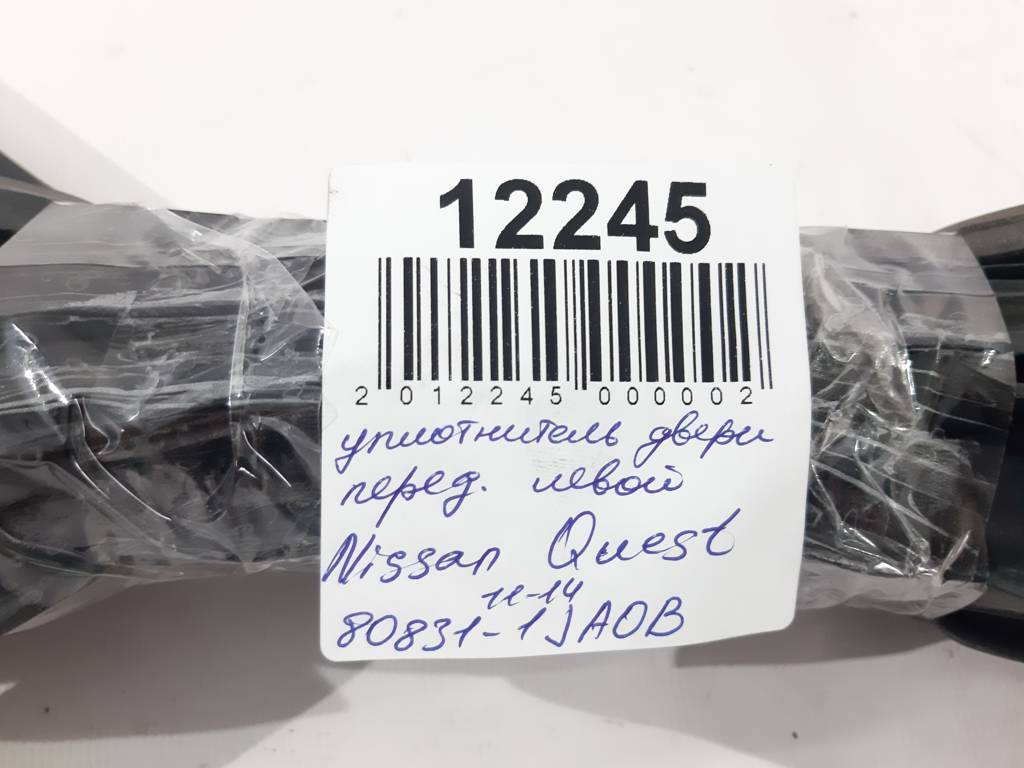 12245
2 012245 000002
уплотнитель двери
перед. левой
Nissan Quest
11-14
80831-1JA0B